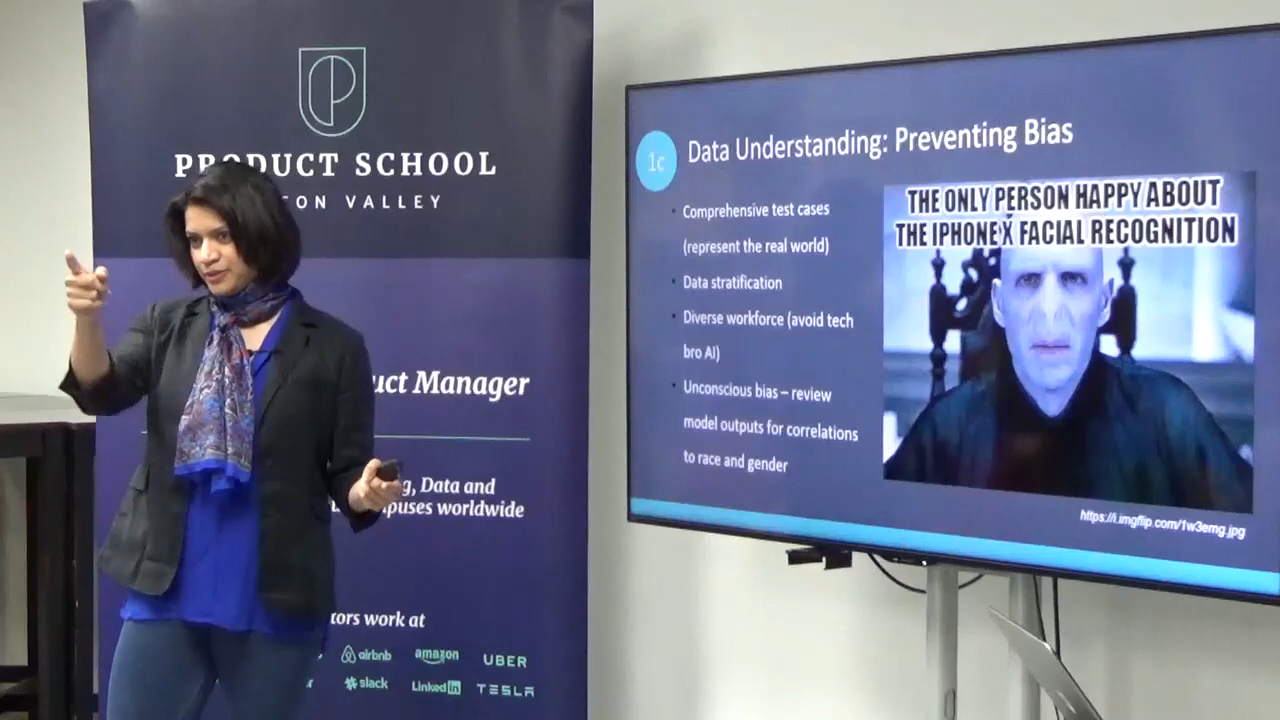 PRODUCT SCHOOL
TON VALLEY
uct Manager
g, Data and
puses worldwide
tors work at
airbnb
amazon
UBER
slack
LinkedIn
TESLA
1c
Data Understanding: Preventing Bias
• Comprehensive test cases
(represent the real world)
• Data stratification
• Diverse workforce (avoid tech
bro AI)
• Unconscious bias – review
model outputs for correlations
to race and gender
THE ONLY PERSON HAPPY ABOUT
THE IPHONE X FACIAL RECOGNITION
https://i.imgflip.com/1w3emg.jpg